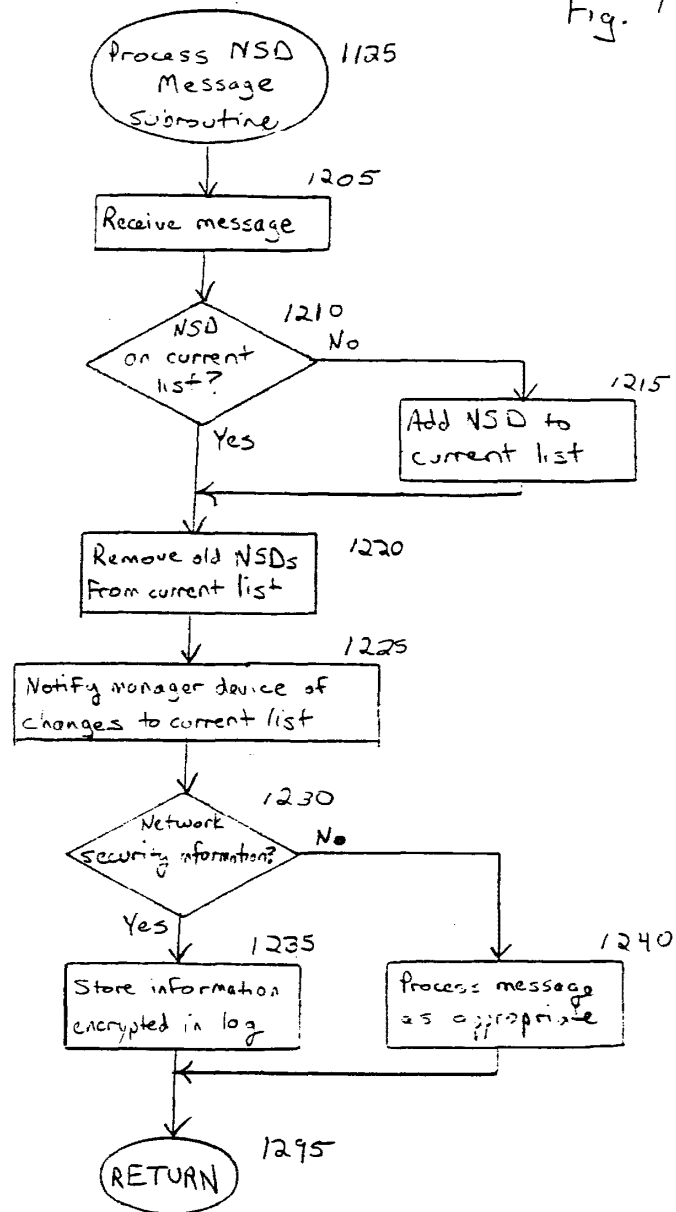 Fig. 1
Process NSD
Message
Subroutine
1125
1205
Receive message
1210
NSD
on current
list?
No
Yes
1215
Add NSD to
current list
Remove old NSDs
From current list
1220
1225
Notify manager device of
changes to current list
1230
Network
security information?
No
Yes
1235
Store information
encrypted in log
1240
Process message
as appropriate
RETURN
1295